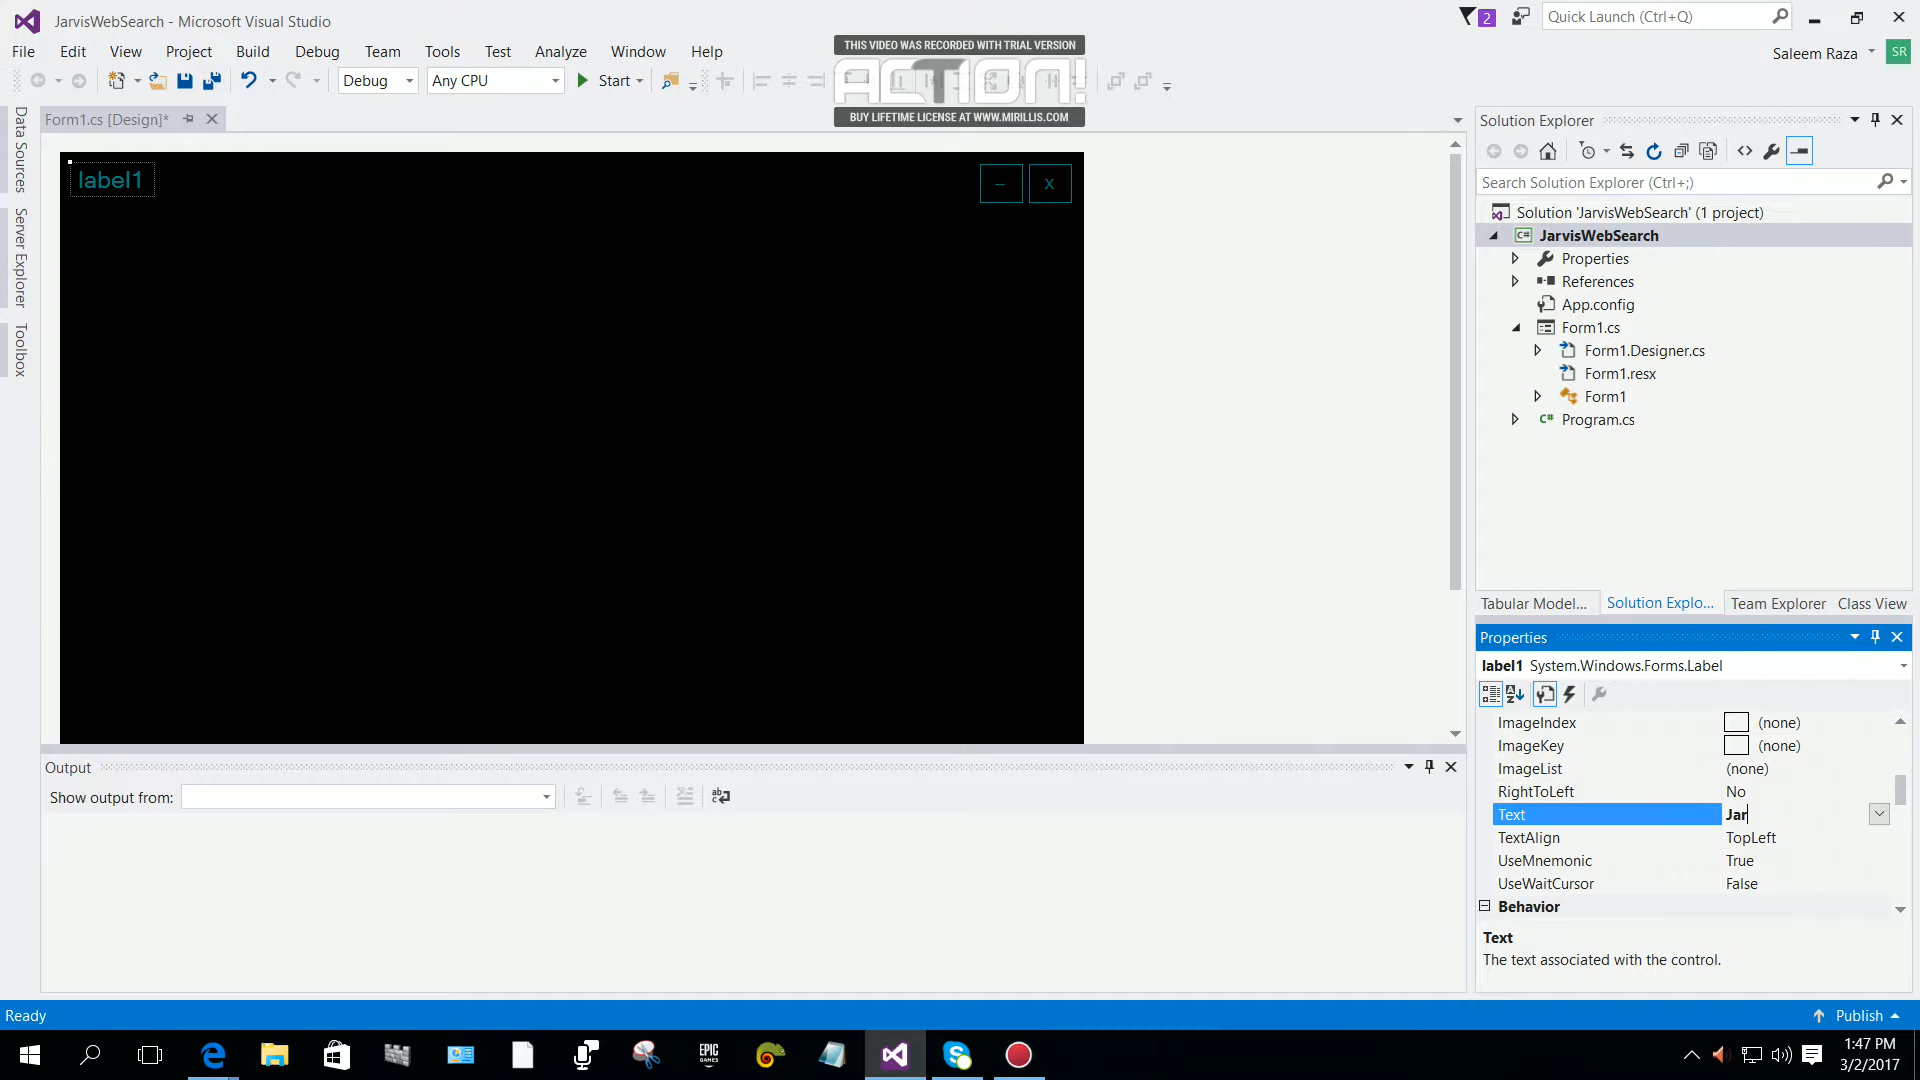 JarvisWebSearch - Microsoft Visual Studio
2
Quick Launch (Ctrl+Q)
File Edit View Project Build Debug Team Tools Test Analyze Window Help
Saleem Raza SR
Debug Any CPU Start
THIS VIDEO WAS RECORDED WITH TRIAL VERSION
ACTION!
BUY LIFETIME LICENSE AT WWW.MIRILLIS.COM
Form1.cs [Design]*
Data Sources
Server Explorer
Toolbox
label1
– X
Solution Explorer
Search Solution Explorer (Ctrl+;)
Solution 'JarvisWebSearch' (1 project)
C# JarvisWebSearch
Properties
References
App.config
Form1.cs
Form1.Designer.cs
Form1.resx
Form1
C# Program.cs
Tabular Model... Solution Explo... Team Explorer Class View
Properties
label1 System.Windows.Forms.Label
ImageIndex (none)
ImageKey (none)
ImageList (none)
RightToLeft No
Text Jar
TextAlign TopLeft
UseMnemonic True
UseWaitCursor False
Behavior
Text
The text associated with the control.
Output
Show output from:
Ready
Publish
EPIC GAMES
1:47 PM
3/2/2017